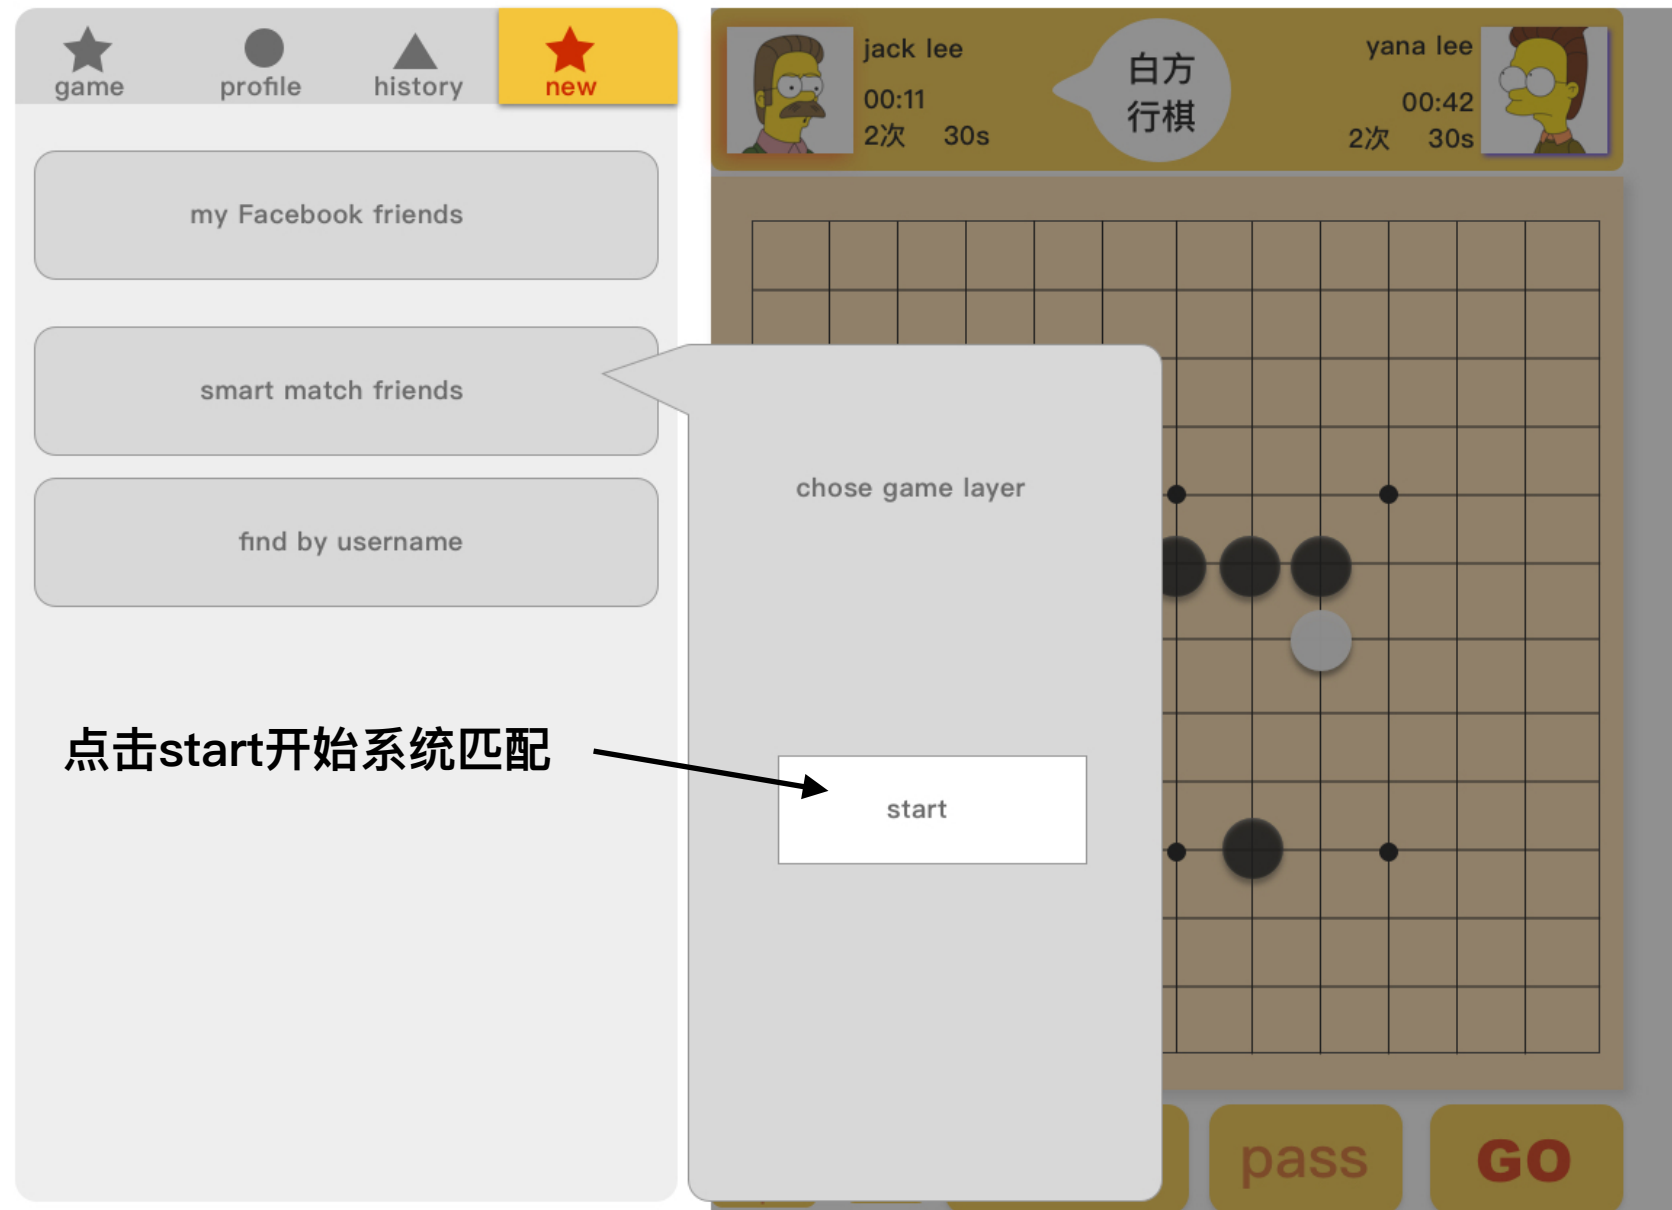 game
profile
history
new
my Facebook friends
smart match friends
find by username
点击start开始系统匹配
jack lee
00:11
2次 30s
白方
行棋
yana lee
00:42
2次 30s
chose game layer
start
pass
GO